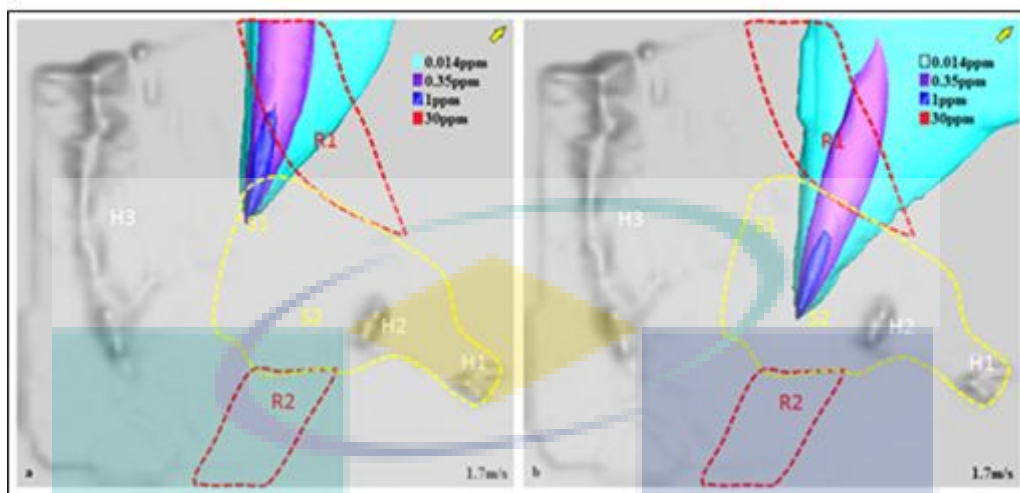 0.014ppm
0.35ppm
1ppm
30ppm
R1
H3
S1
S2
H2
H1
R2
a
1.7m/s
0.014ppm
0.35ppm
1ppm
30ppm
R1
H3
S1
S2
H2
H1
R2
b
1.7m/s